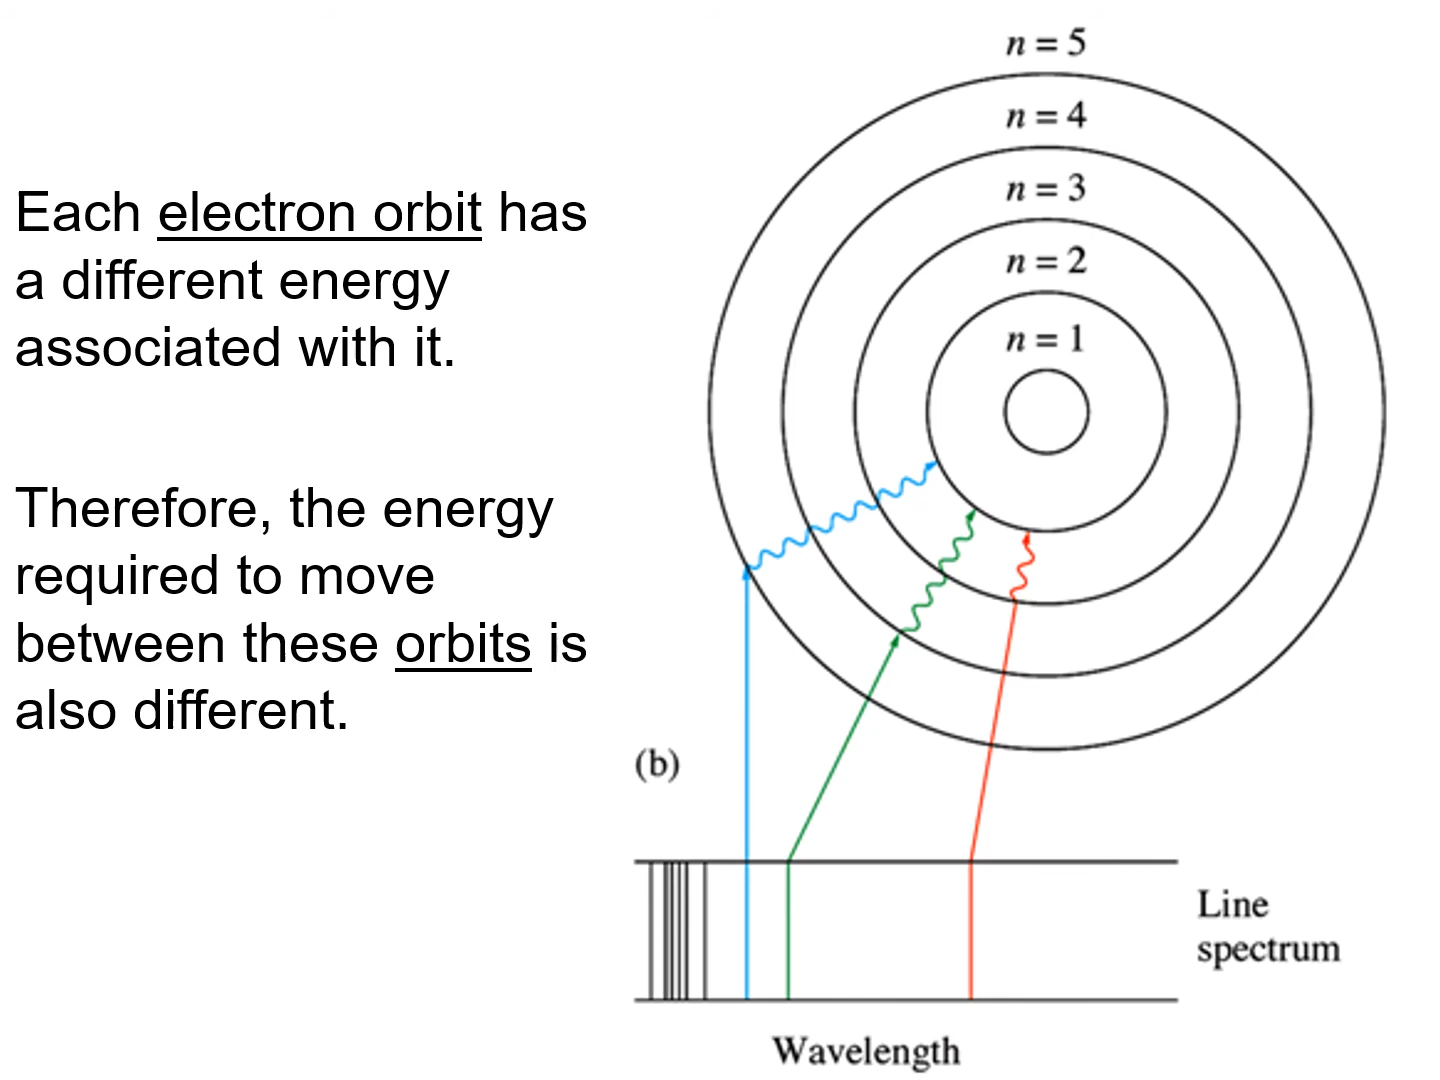 Each electron orbit has
a different energy
associated with it.
Therefore, the energy
required to move
between these orbits is
also different.
n = 5
n = 4
n = 3
n = 2
n = 1
(b)
Line
spectrum
Wavelength